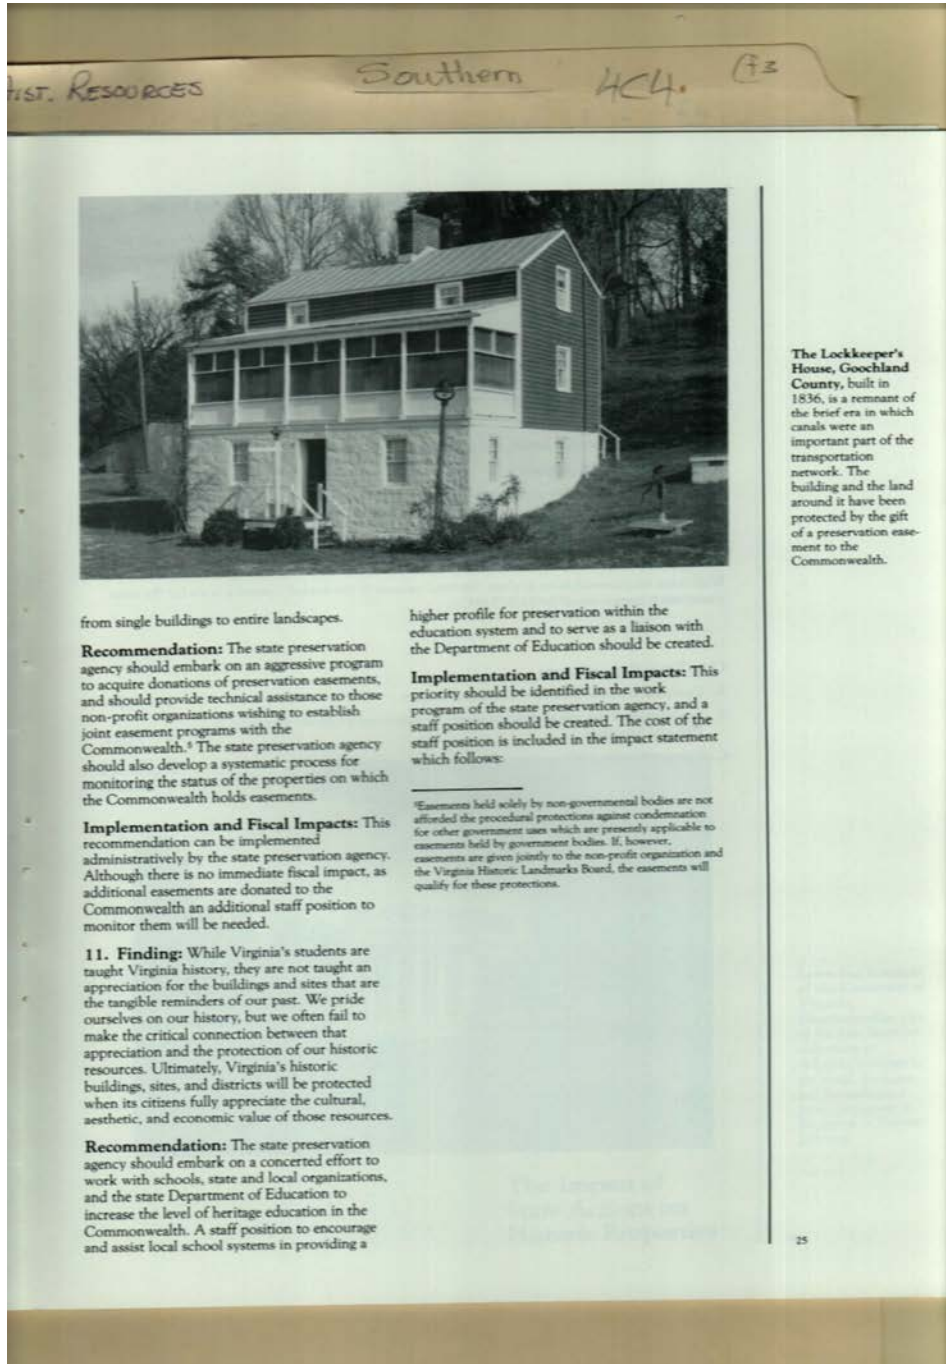 HIST. RESOURCES
Southern
4C4.
The Lockkeeper's
House, Goochland
County, built in
1836, is a remnant of
the brief era in which
canals were an
important part of the
transportation
network. The
building and the land
around it have been
protected by the gift
of a preservation ease-
ment to the
Commonwealth.
from single buildings to entire landscapes.
Recommendation: The state preservation
agency should embark on an aggressive program
to acquire donations of preservation easements,
and should provide technical assistance to those
non-profit organizations wishing to establish
joint easement programs with the
Commonwealth.⁵ The state preservation agency
should also develop a systematic process for
monitoring the status of the properties on which
the Commonwealth holds easements.
Implementation and Fiscal Impacts: This
recommendation can be implemented
administratively by the state preservation agency.
Although there is no immediate fiscal impact, as
additional easements are donated to the
Commonwealth an additional staff position to
monitor them will be needed.
11. Finding: While Virginia's students are
taught Virginia history, they are not taught an
appreciation for the buildings and sites that are
the tangible reminders of our past. We pride
ourselves on our history, but we often fail to
make the critical connection between that
appreciation and the protection of our historic
resources. Ultimately, Virginia's historic
buildings, sites, and districts will be protected
when its citizens fully appreciate the cultural,
aesthetic, and economic value of those resources.
Recommendation: The state preservation
agency should embark on a concerted effort to
work with schools, state and local organizations,
and the state Department of Education to
increase the level of heritage education in the
Commonwealth. A staff position to encourage
and assist local school systems in providing a
higher profile for preservation within the
education system and to serve as a liaison with
the Department of Education should be created.
Implementation and Fiscal Impacts: This
priority should be identified in the work
program of the state preservation agency, and a
staff position should be created. The cost of the
staff position is included in the impact statement
which follows:
⁵Easements held solely by non-governmental bodies are not
afforded the procedural protections against condemnation
for other government uses which are presently applicable to
easements held by government bodies. If, however,
easements are given jointly to the non-profit organization and
the Virginia Historic Landmarks Board, the easements will
qualify for these protections.
25